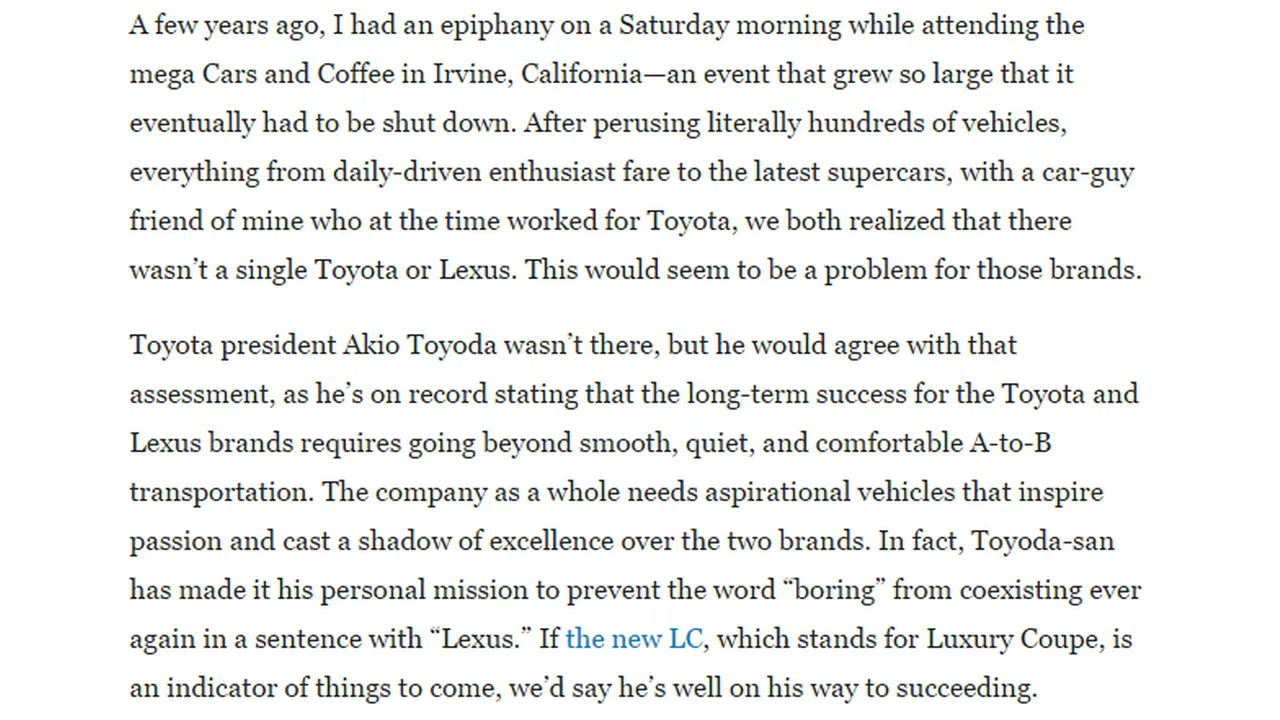 A few years ago, I had an epiphany on a Saturday morning while attending the
mega Cars and Coffee in Irvine, California—an event that grew so large that it
eventually had to be shut down. After perusing literally hundreds of vehicles,
everything from daily-driven enthusiast fare to the latest supercars, with a car-guy
friend of mine who at the time worked for Toyota, we both realized that there
wasn’t a single Toyota or Lexus. This would seem to be a problem for those brands.
Toyota president Akio Toyoda wasn’t there, but he would agree with that
assessment, as he’s on record stating that the long-term success for the Toyota and
Lexus brands requires going beyond smooth, quiet, and comfortable A-to-B
transportation. The company as a whole needs aspirational vehicles that inspire
passion and cast a shadow of excellence over the two brands. In fact, Toyoda-san
has made it his personal mission to prevent the word “boring” from coexisting ever
again in a sentence with “Lexus.” If the new LC, which stands for Luxury Coupe, is
an indicator of things to come, we’d say he’s well on his way to succeeding.